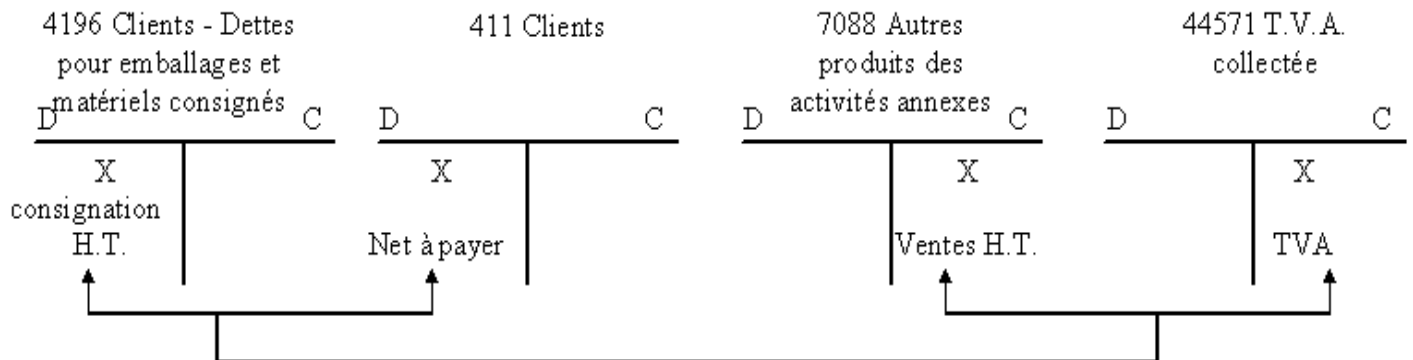 4196 Clients - Dettes
pour emballages et
matériels consignés
D C
X
consignation
H.T.
411 Clients
D C
X
Net à payer
7088 Autres
produits des
activités annexes
D C
X
Ventes H.T.
44571 T.V.A.
collectée
D C
X
TVA